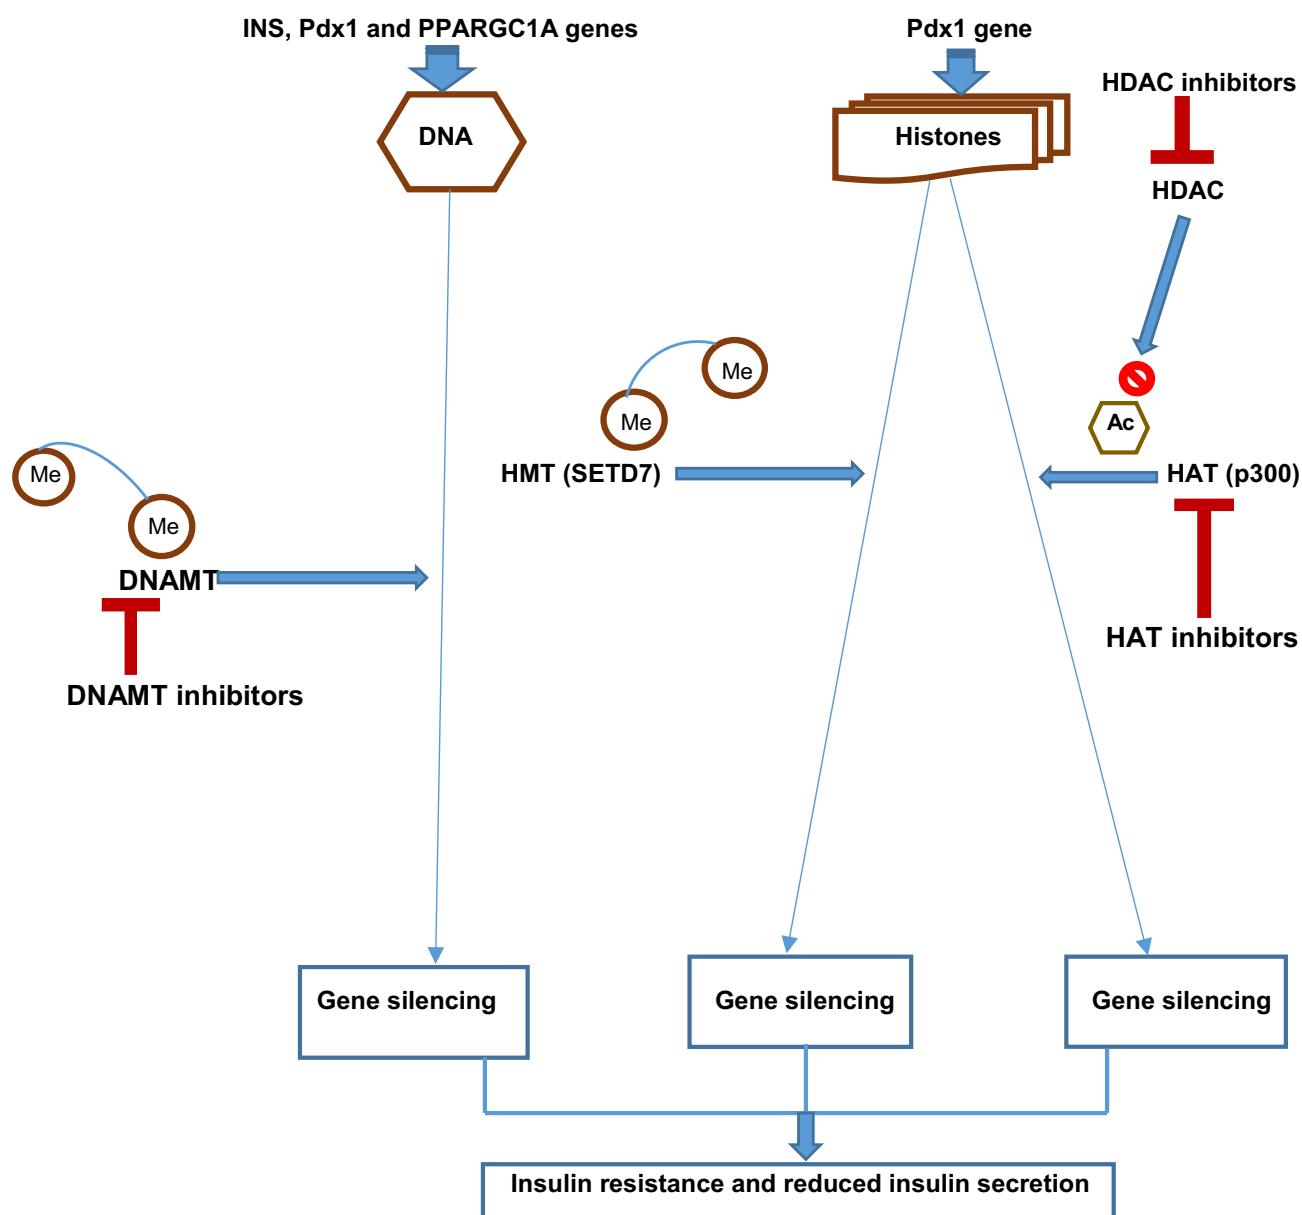 INS, Pdx1 and PPARGC1A genes
Pdx1 gene
HDAC inhibitors
DNA
Histones
HDAC
Me
Me
Ac
Me
Me
HMT (SETD7)
HAT (p300)
DNAMT
HAT inhibitors
DNAMT inhibitors
Gene silencing
Gene silencing
Gene silencing
Insulin resistance and reduced insulin secretion